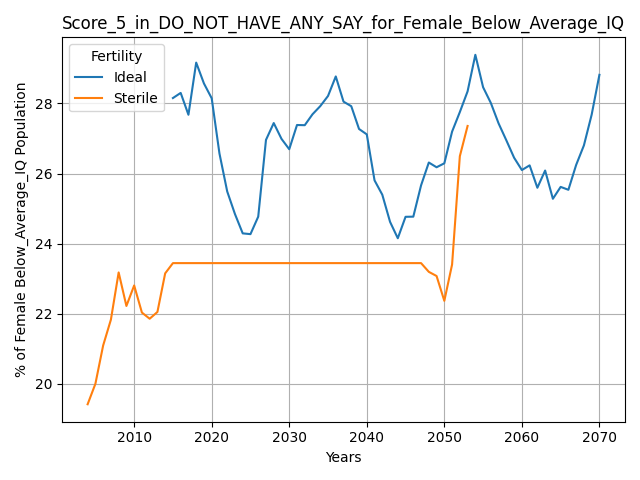 Score_5_in_DO_NOT_HAVE_ANY_SAY_for_Female_Below_Average_IQ
Fertility
Ideal
Sterile
% of Female Below_Average_IQ Population
28
26
24
22
20
2010
2020
2030
2040
2050
2060
2070
Years